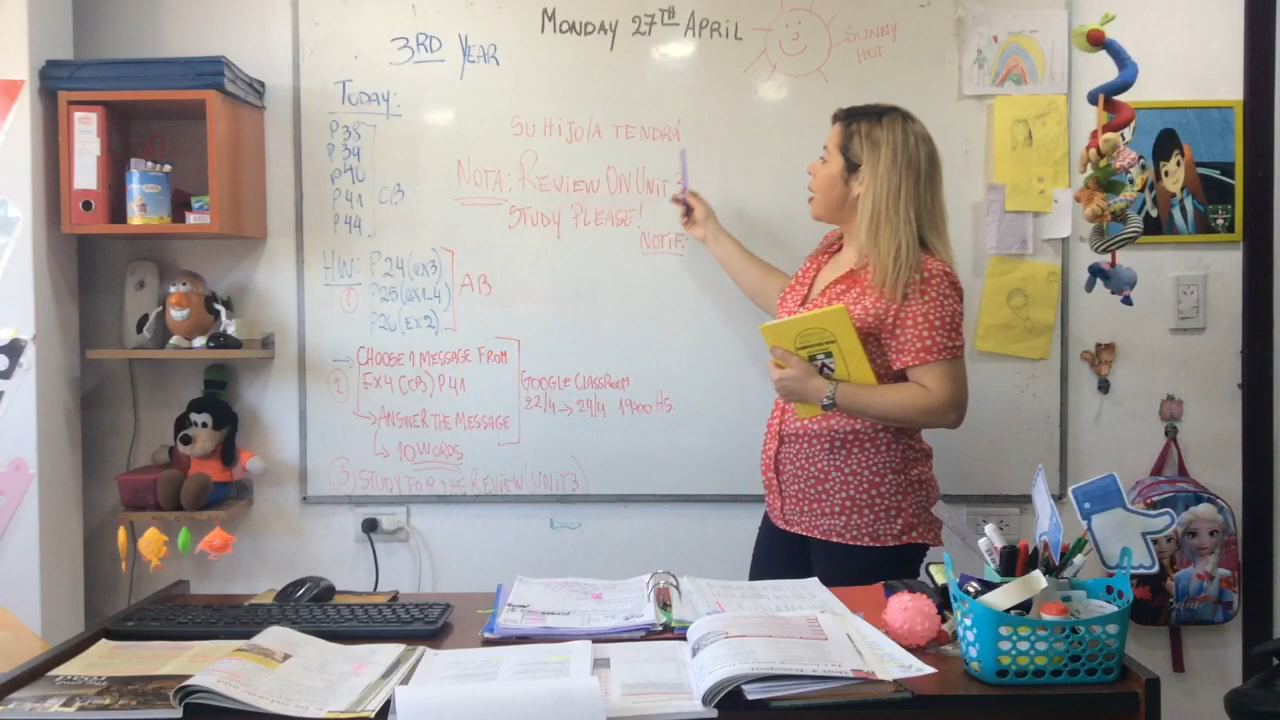 MONDAY 27TH APRIL
SUNNY
HOT
3RD YEAR
TODAY:
P38
P39
P40
P41
P44
CB
SU HIJO/A TENDRÁ
NOTA: REVIEW ON UNIT 3
STUDY PLEASE!
NOTIF.
HW: P24(ex3)
① P25(ex1-4)
P26(EX2)
AB
② → CHOOSE 1 MESSAGE FROM
EX4 (CB) P41
→ ANSWER THE MESSAGE
→ 10 WORDS
GOOGLE CLASSROOM
22/4 → 24/4 19:00 HS.
③ STUDY FOR THE REVIEW (UNIT 3)